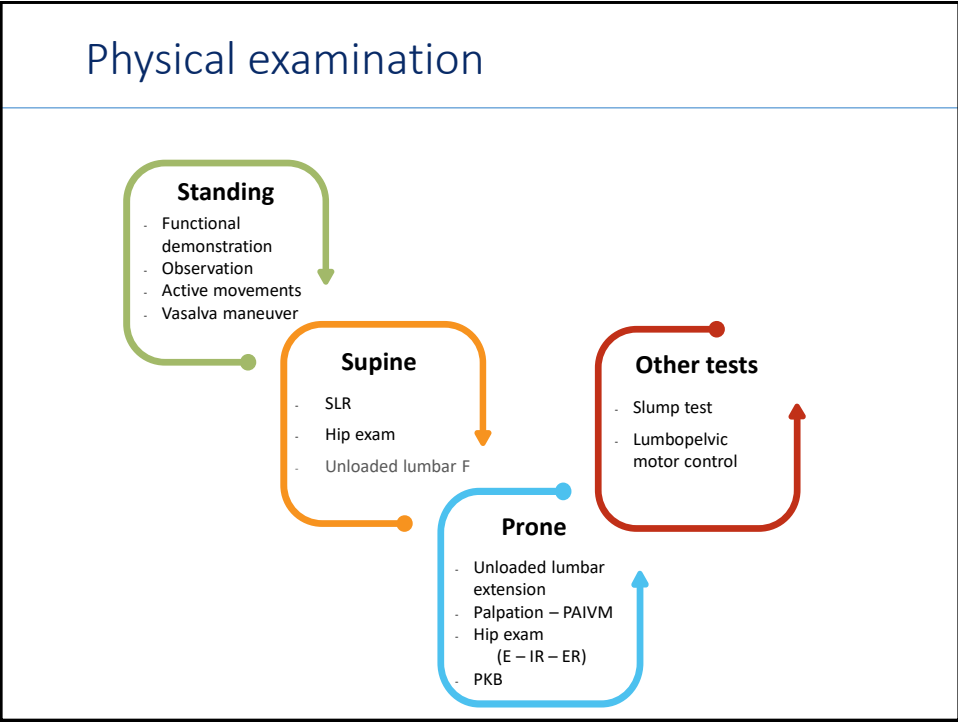 Physical examination
Standing
- Functional
demonstration
- Observation
- Active movements
- Vasalva maneuver
Supine
- SLR
- Hip exam
- Unloaded lumbar F
Prone
- Unloaded lumbar
extension
- Palpation – PAIVM
- Hip exam
(E – IR – ER)
- PKB
Other tests
- Slump test
- Lumbopelvic
motor control